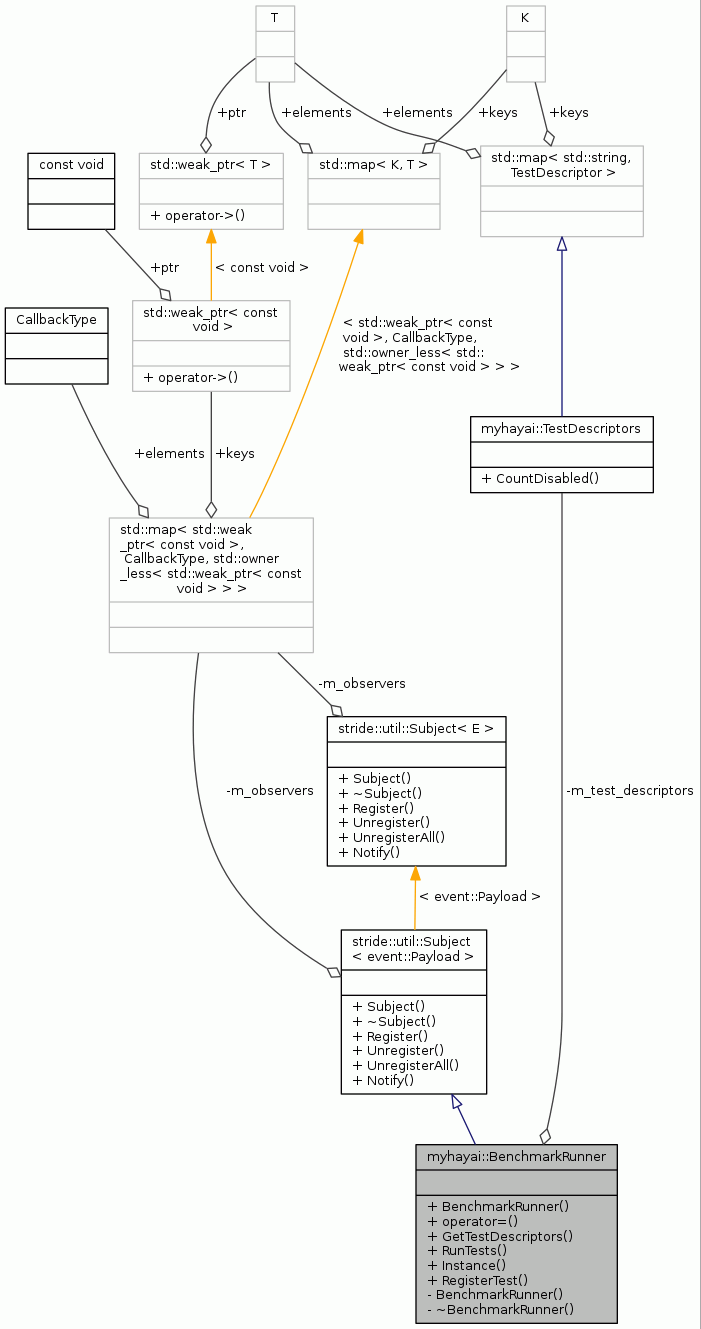 T
K
+ptr
+elements
+elements
+keys
+keys
const void
std::weak_ptr< T >
+ operator->()
std::map< K, T >
std::map< std::string,
TestDescriptor >
+ptr
< const void >
CallbackType
std::weak_ptr< const
void >
+ operator->()
< std::weak_ptr< const
void >, CallbackType,
std::owner_less< std::
weak_ptr< const void > > >
myhayai::TestDescriptors
+ CountDisabled()
+elements
+keys
std::map< std::weak
_ptr< const void >,
CallbackType, std::owner
_less< std::weak_ptr< const
void > > >
-m_observers
stride::util::Subject< E >
+ Subject()
+ ~Subject()
+ Register()
+ Unregister()
+ UnregisterAll()
+ Notify()
-m_observers
-m_test_descriptors
< event::Payload >
stride::util::Subject
< event::Payload >
+ Subject()
+ ~Subject()
+ Register()
+ Unregister()
+ UnregisterAll()
+ Notify()
myhayai::BenchmarkRunner
+ BenchmarkRunner()
+ operator=()
+ GetTestDescriptors()
+ RunTests()
+ Instance()
+ RegisterTest()
- BenchmarkRunner()
- ~BenchmarkRunner()